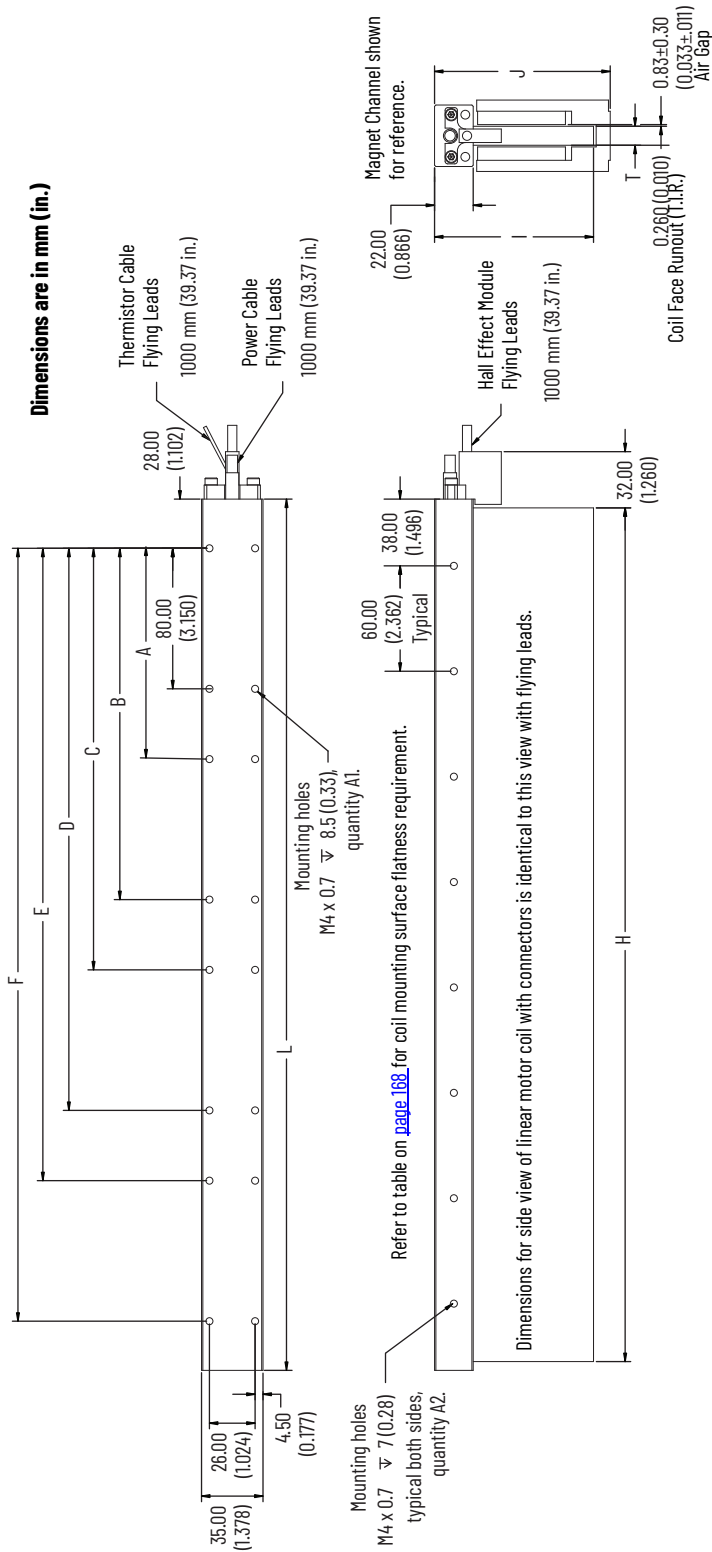 Dimensions are in mm (in.)
F
E
D
C
B
A
80.00
(3.150)
28.00
(1.102)
Thermistor Cable
Flying Leads
1000 mm (39.37 in.)
Power Cable
Flying Leads
1000 mm (39.37 in.)
35.00
(1.378)
26.00
(1.024)
4.50
(0.177)
L
Mounting holes
M4 x 0.7 ↧ 8.5 (0.33),
quantity A1.
Refer to table on page 168 for coil mounting surface flatness requirement.
Mounting holes
M4 x 0.7 ↧ 7 (0.28)
typical both sides,
quantity A2.
60.00
(2.362)
Typical
38.00
(1.496)
Hall Effect Module
Flying Leads
1000 mm (39.37 in.)
32.00
(1.260)
Dimensions for side view of linear motor coil with connectors is identical to this view with flying leads.
H
Magnet Channel shown
for reference.
22.00
(0.866)
I
J
T
0.260 (0.010)
Coil Face Runout (T.I.R.)
0.83±0.30
(0.033±.011)
Air Gap